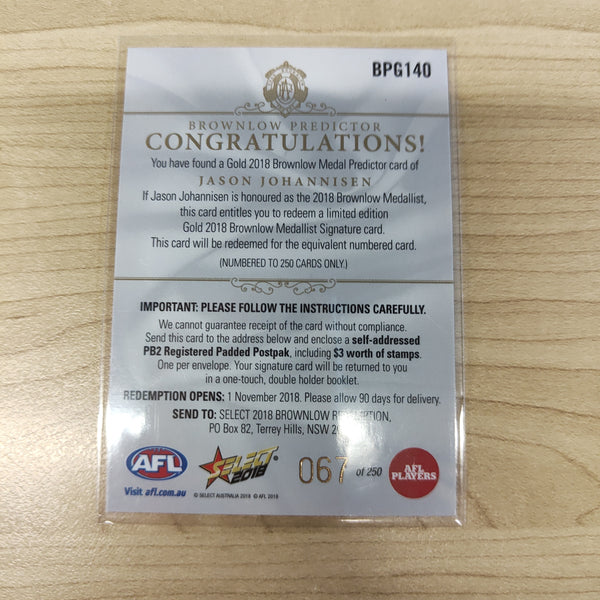 BPG140
BROWNLOW PREDICTOR
CONGRATULATIONS!
You have found a Gold 2018 Brownlow Medal Predictor card of
JASON JOHANNISEN
If Jason Johannisen is honoured as the 2018 Brownlow Medallist,
this card entitles you to redeem a limited edition
Gold 2018 Brownlow Medallist Signature card.
This card will be redeemed for the equivalent numbered card.
(NUMBERED TO 250 CARDS ONLY.)
IMPORTANT: PLEASE FOLLOW THE INSTRUCTIONS CAREFULLY.
We cannot guarantee receipt of the card without compliance.
Send this card to the address below and enclose a self-addressed
PB2 Registered Padded Postpak, including $3 worth of stamps.
One per envelope. Your signature card will be returned to you
in a one-touch, double holder booklet.
REDEMPTION OPENS: 1 November 2018. Please allow 90 days for delivery.
SEND TO: SELECT 2018 BROWNLOW REDEMPTION,
PO Box 82, Terrey Hills, NSW
AFL
SELECT
2018
067 of 250
AFL
PLAYERS
Visit afl.com.au
© SELECT AUSTRALIA 2018 © AFL 2018